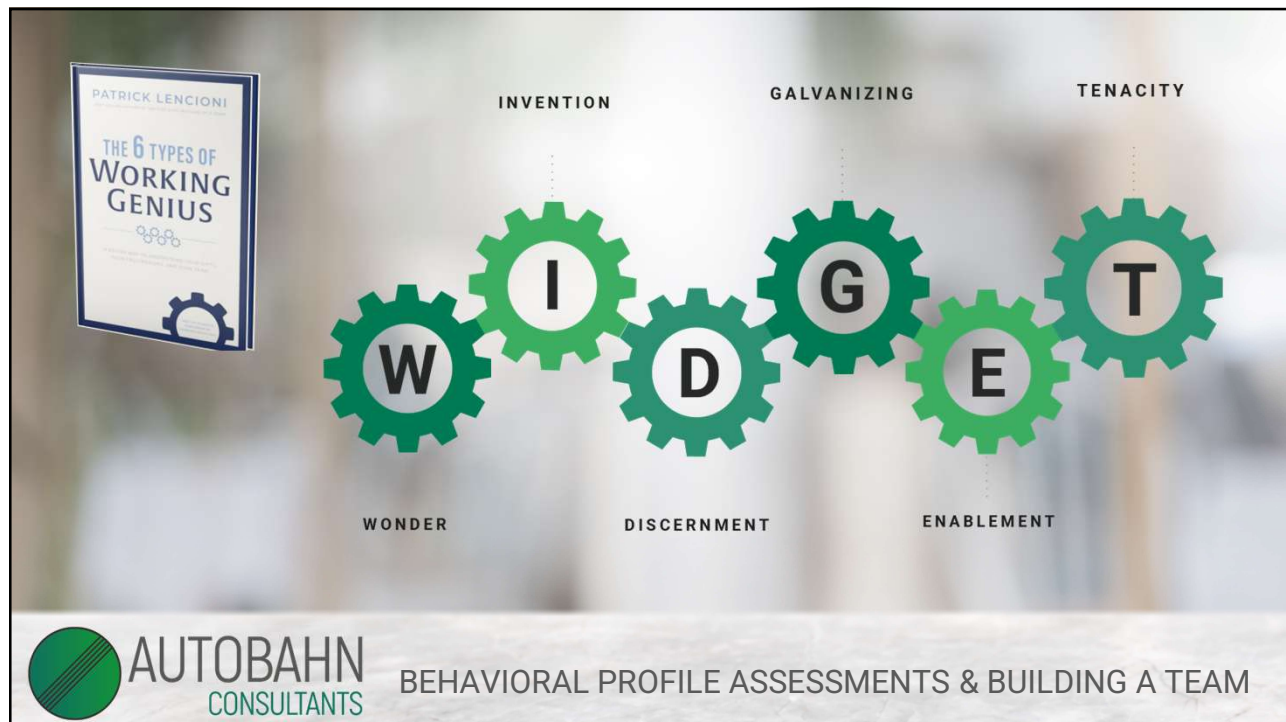 PATRICK LENCIONI
THE 6 TYPES OF
WORKING
GENIUS
INVENTION
GALVANIZING
TENACITY
W
I
D
G
E
T
WONDER
DISCERNMENT
ENABLEMENT
AUTOBAHN
CONSULTANTS
BEHAVIORAL PROFILE ASSESSMENTS & BUILDING A TEAM